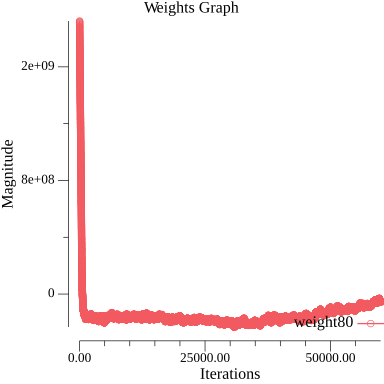 Weights Graph
2e+09
8e+08
0
Magnitude
weight80
0.00
25000.00
50000.00
Iterations